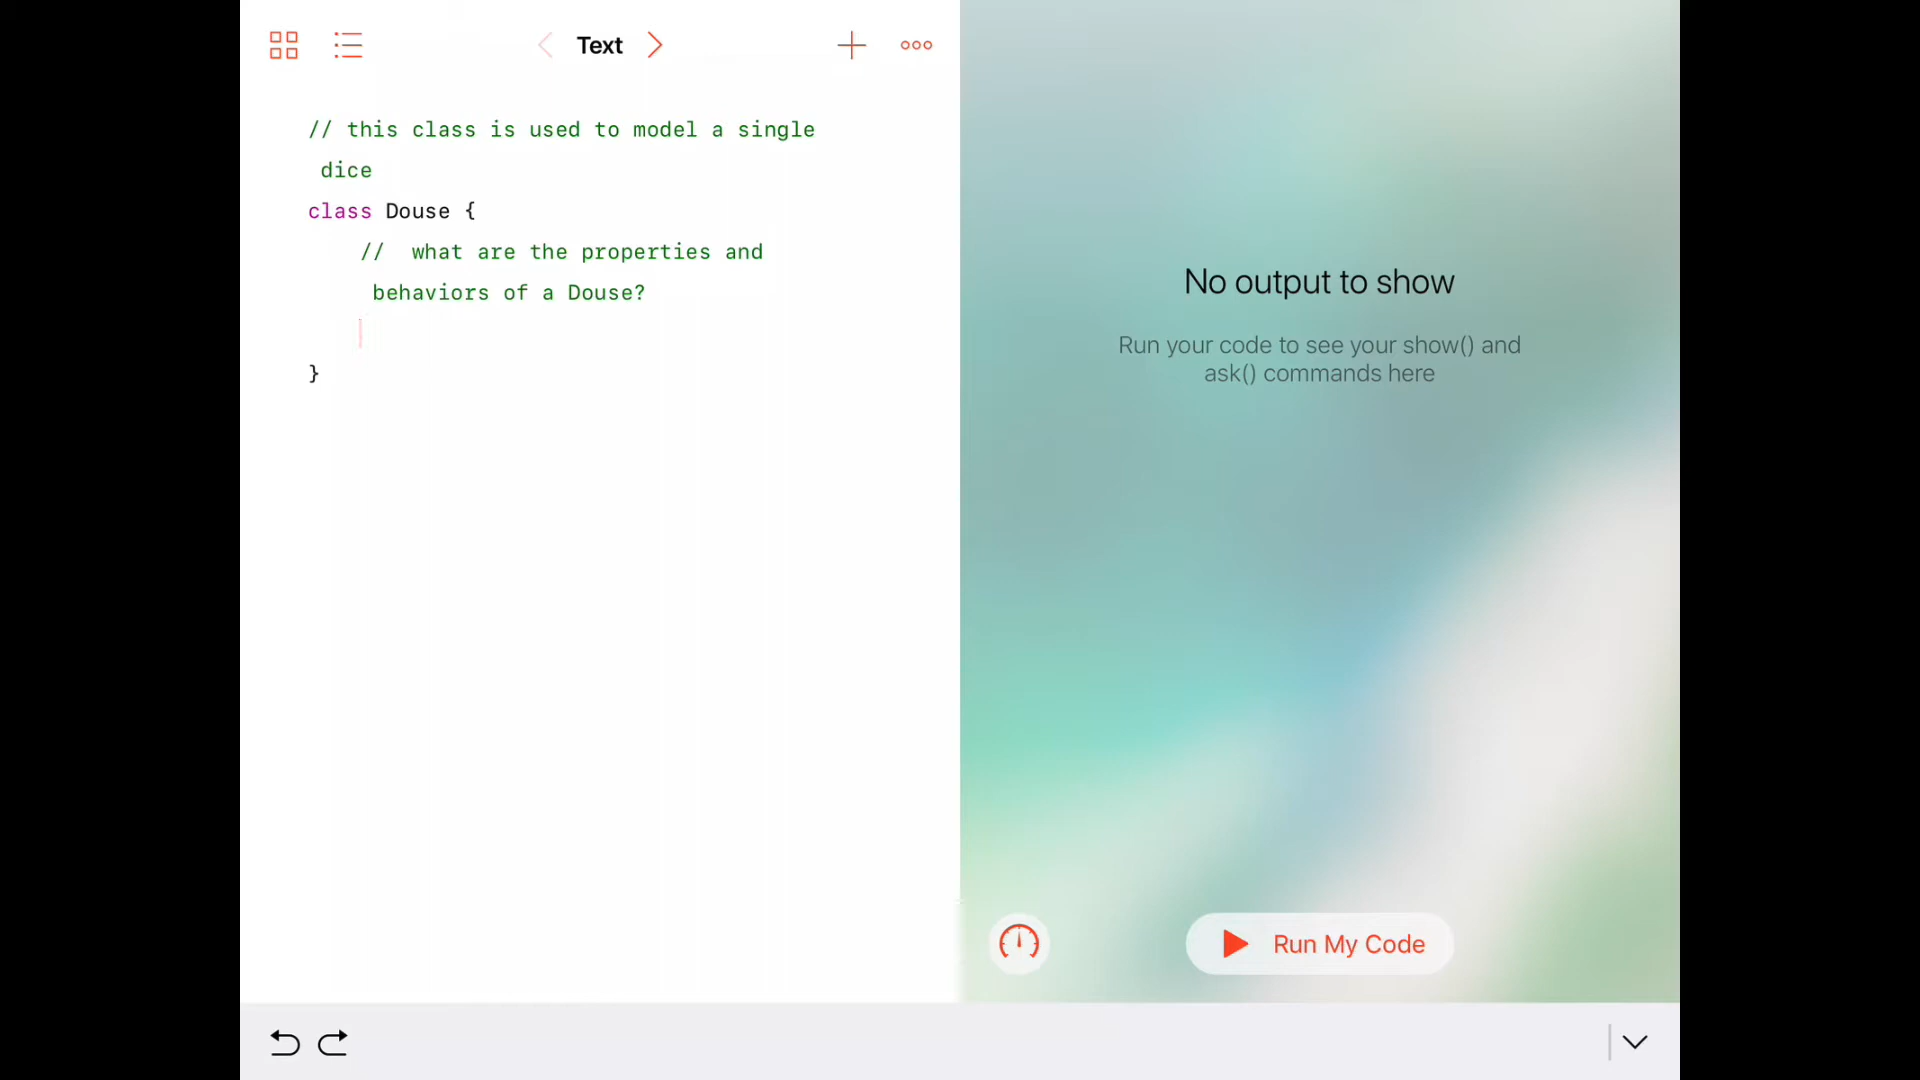 Text
// this class is used to model a single
dice
class Douse {
//  what are the properties and
behaviors of a Douse?
}
No output to show
Run your code to see your show() and
ask() commands here
Run My Code